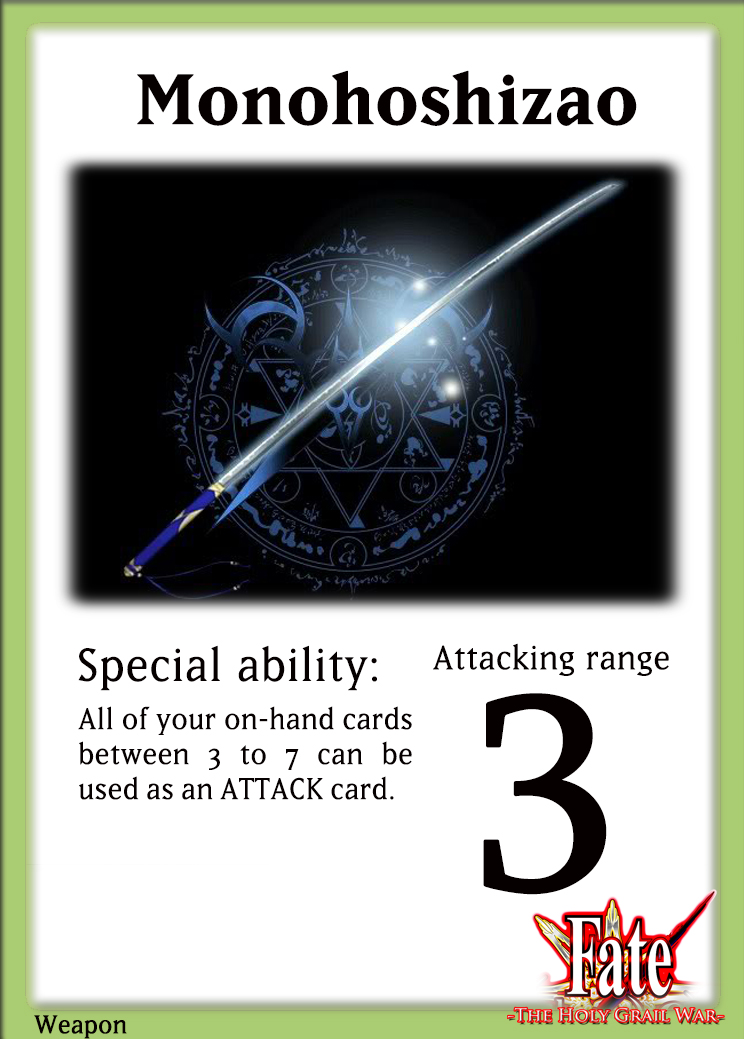 Monohoshizao
Special ability:
Attacking range
All of your on-hand cards
between 3 to 7 can be
used as an ATTACK card.
3
Fate
-THE HOLY GRAIL WAR-
Weapon